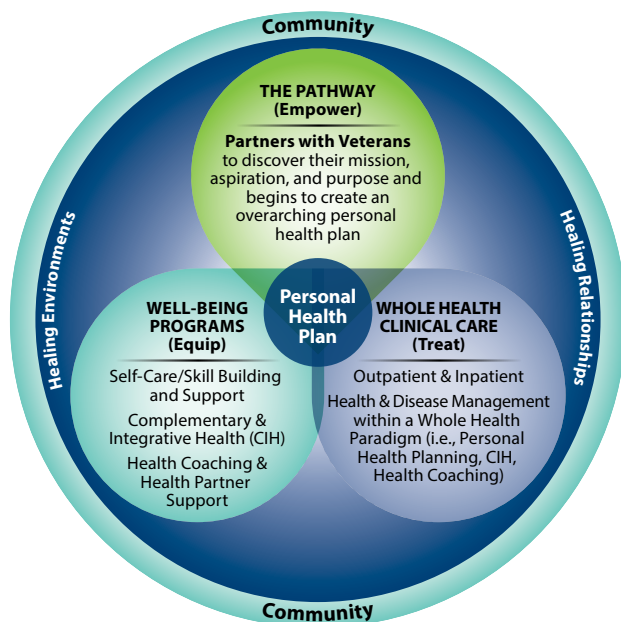 Community
THE PATHWAY
(Empower)
Partners with Veterans
to discover their mission,
aspiration, and purpose and
begins to create an
overarching personal
health plan
Healing Environments
Healing Relationships
Personal
Health
Plan
WELL-BEING
PROGRAMS
(Equip)
Self-Care/Skill Building
and Support
Complementary &
Integrative Health (CIH)
Health Coaching &
Health Partner
Support
WHOLE HEALTH
CLINICAL CARE
(Treat)
Outpatient & Inpatient
Health & Disease Management
within a Whole Health
Paradigm (i.e., Personal
Health Planning, CIH,
Health Coaching)
Community